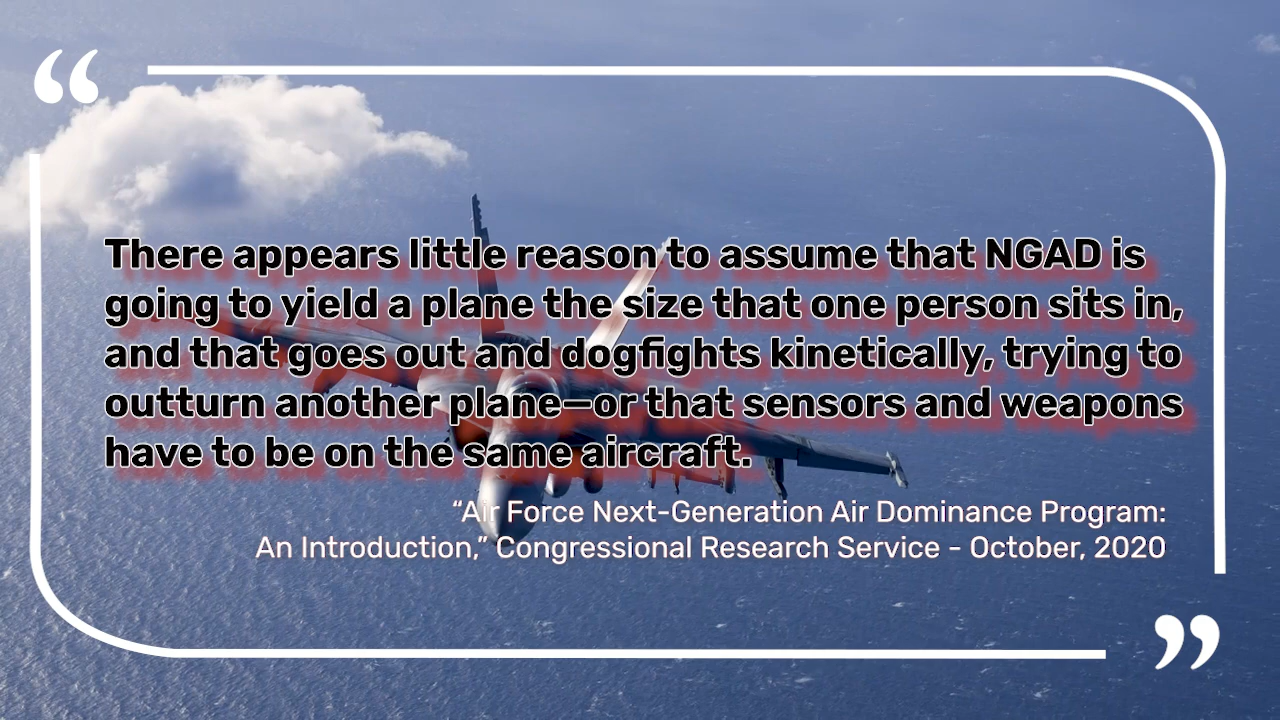 “
There appears little reason to assume that NGAD is
going to yield a plane the size that one person sits in,
and that goes out and dogfights kinetically, trying to
outturn another plane—or that sensors and weapons
have to be on the same aircraft.
“Air Force Next-Generation Air Dominance Program:
An Introduction,” Congressional Research Service - October, 2020
”